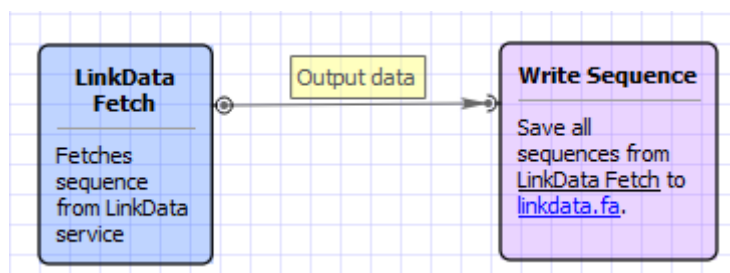 LinkData
Fetch
Fetches
sequence
from LinkData
service
Output data
Write Sequence
Save all
sequences from
LinkData Fetch to
linkdata.fa.